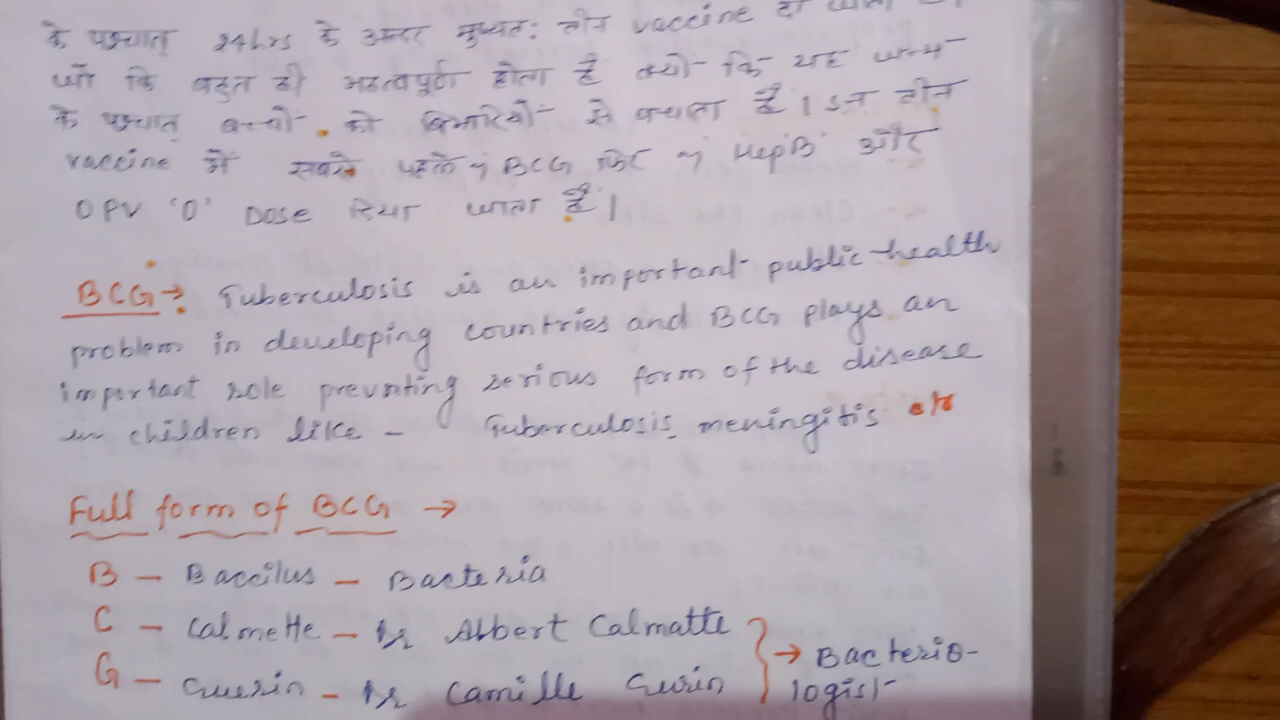 के पश्चात् 24hrs के अन्दर मुख्यत: तीन vaccine दी जाती
जो कि बहुत ही महत्वपूर्ण होता है क्यों कि यह जन्म
के पश्चात् बच्चों को बिमारियों से बचाता है। इन तीन
vaccine में सबसे पहले BCG फिर HepB और
OPV '0' Dose दिया जाता है।
BCG→ Tuberculosis is an important public health
problem in developing countries and BCG plays an
important role prevnting serious form of the disease
in children like - Tuberculosis meningitis
Full form of BCG →
B - Baccilus - Bacteria
C - Calmette - Dr Albert Calmatte
G - Guerin - Dr Camille Gurin } → Bacterio-
logist